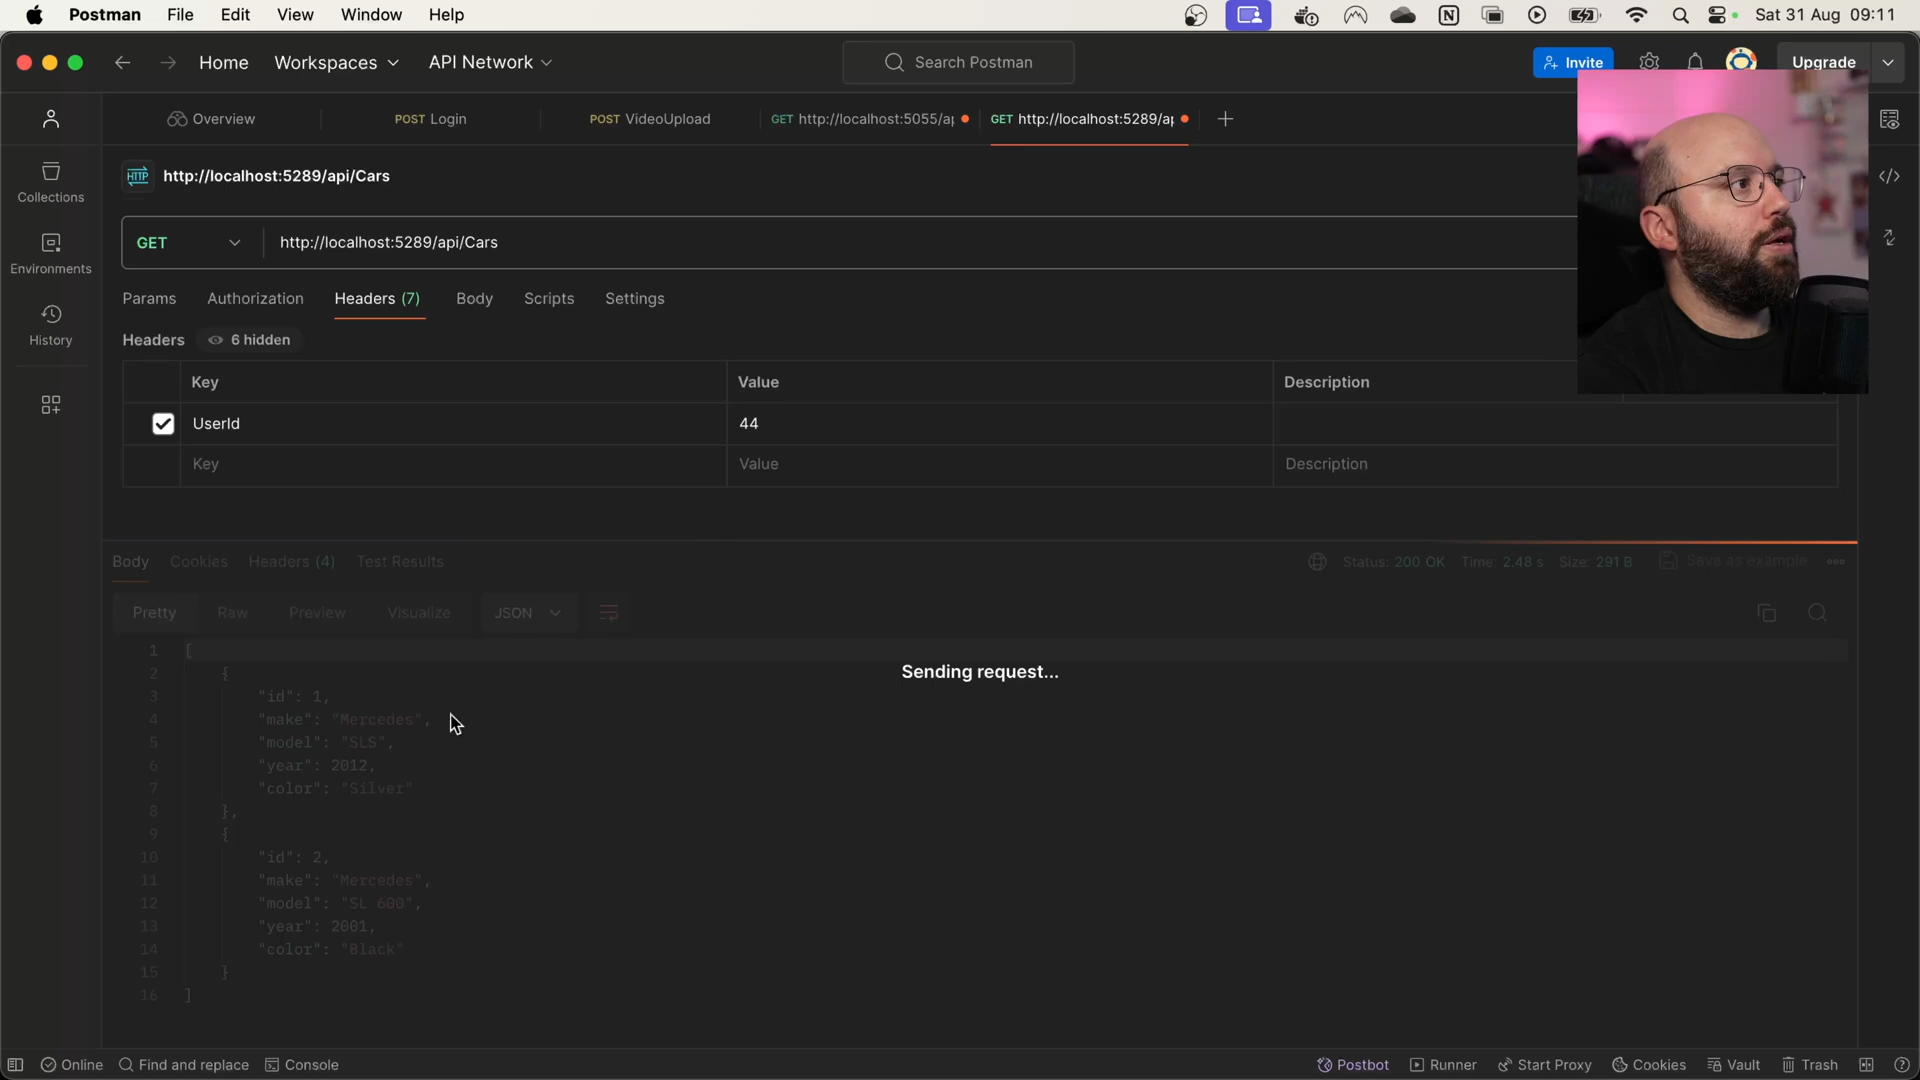 Postman File Edit View Window Help Sat 31 Aug 09:11
Home Workspaces API Network Search Postman Invite Upgrade
Overview POST Login POST VideoUpload GET http://localhost:5055/ap GET http://localhost:5289/ap
HTTP http://localhost:5289/api/Cars
Collections
GET http://localhost:5289/api/Cars
Environments
Params Authorization Headers (7) Body Scripts Settings
History
Headers 6 hidden
Key Value Description
UserId 44
Key Value Description
Body Cookies Headers (4) Test Results Status: 200 OK Time: 2.48 s Size: 291 B Save as example
Pretty Raw Preview Visualize JSON
1 [
Sending request...
2 {
3 "id": 1,
4 "make": "Mercedes",
5 "model": "SLS",
6 "year": 2012,
7 "color": "Silver"
8 },
9 {
10 "id": 2,
11 "make": "Mercedes",
12 "model": "SL 600",
13 "year": 2001,
14 "color": "Black"
15 }
16 ]
Online Find and replace Console Postbot Runner Start Proxy Cookies Vault Trash